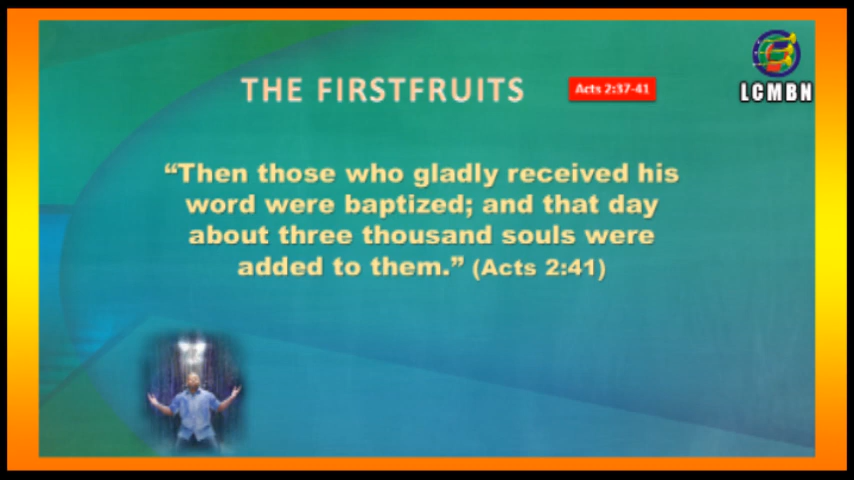 THE FIRSTFRUITS
Acts 2:37-41
LCMBN
“Then those who gladly received his
word were baptized; and that day
about three thousand souls were
added to them.” (Acts 2:41)